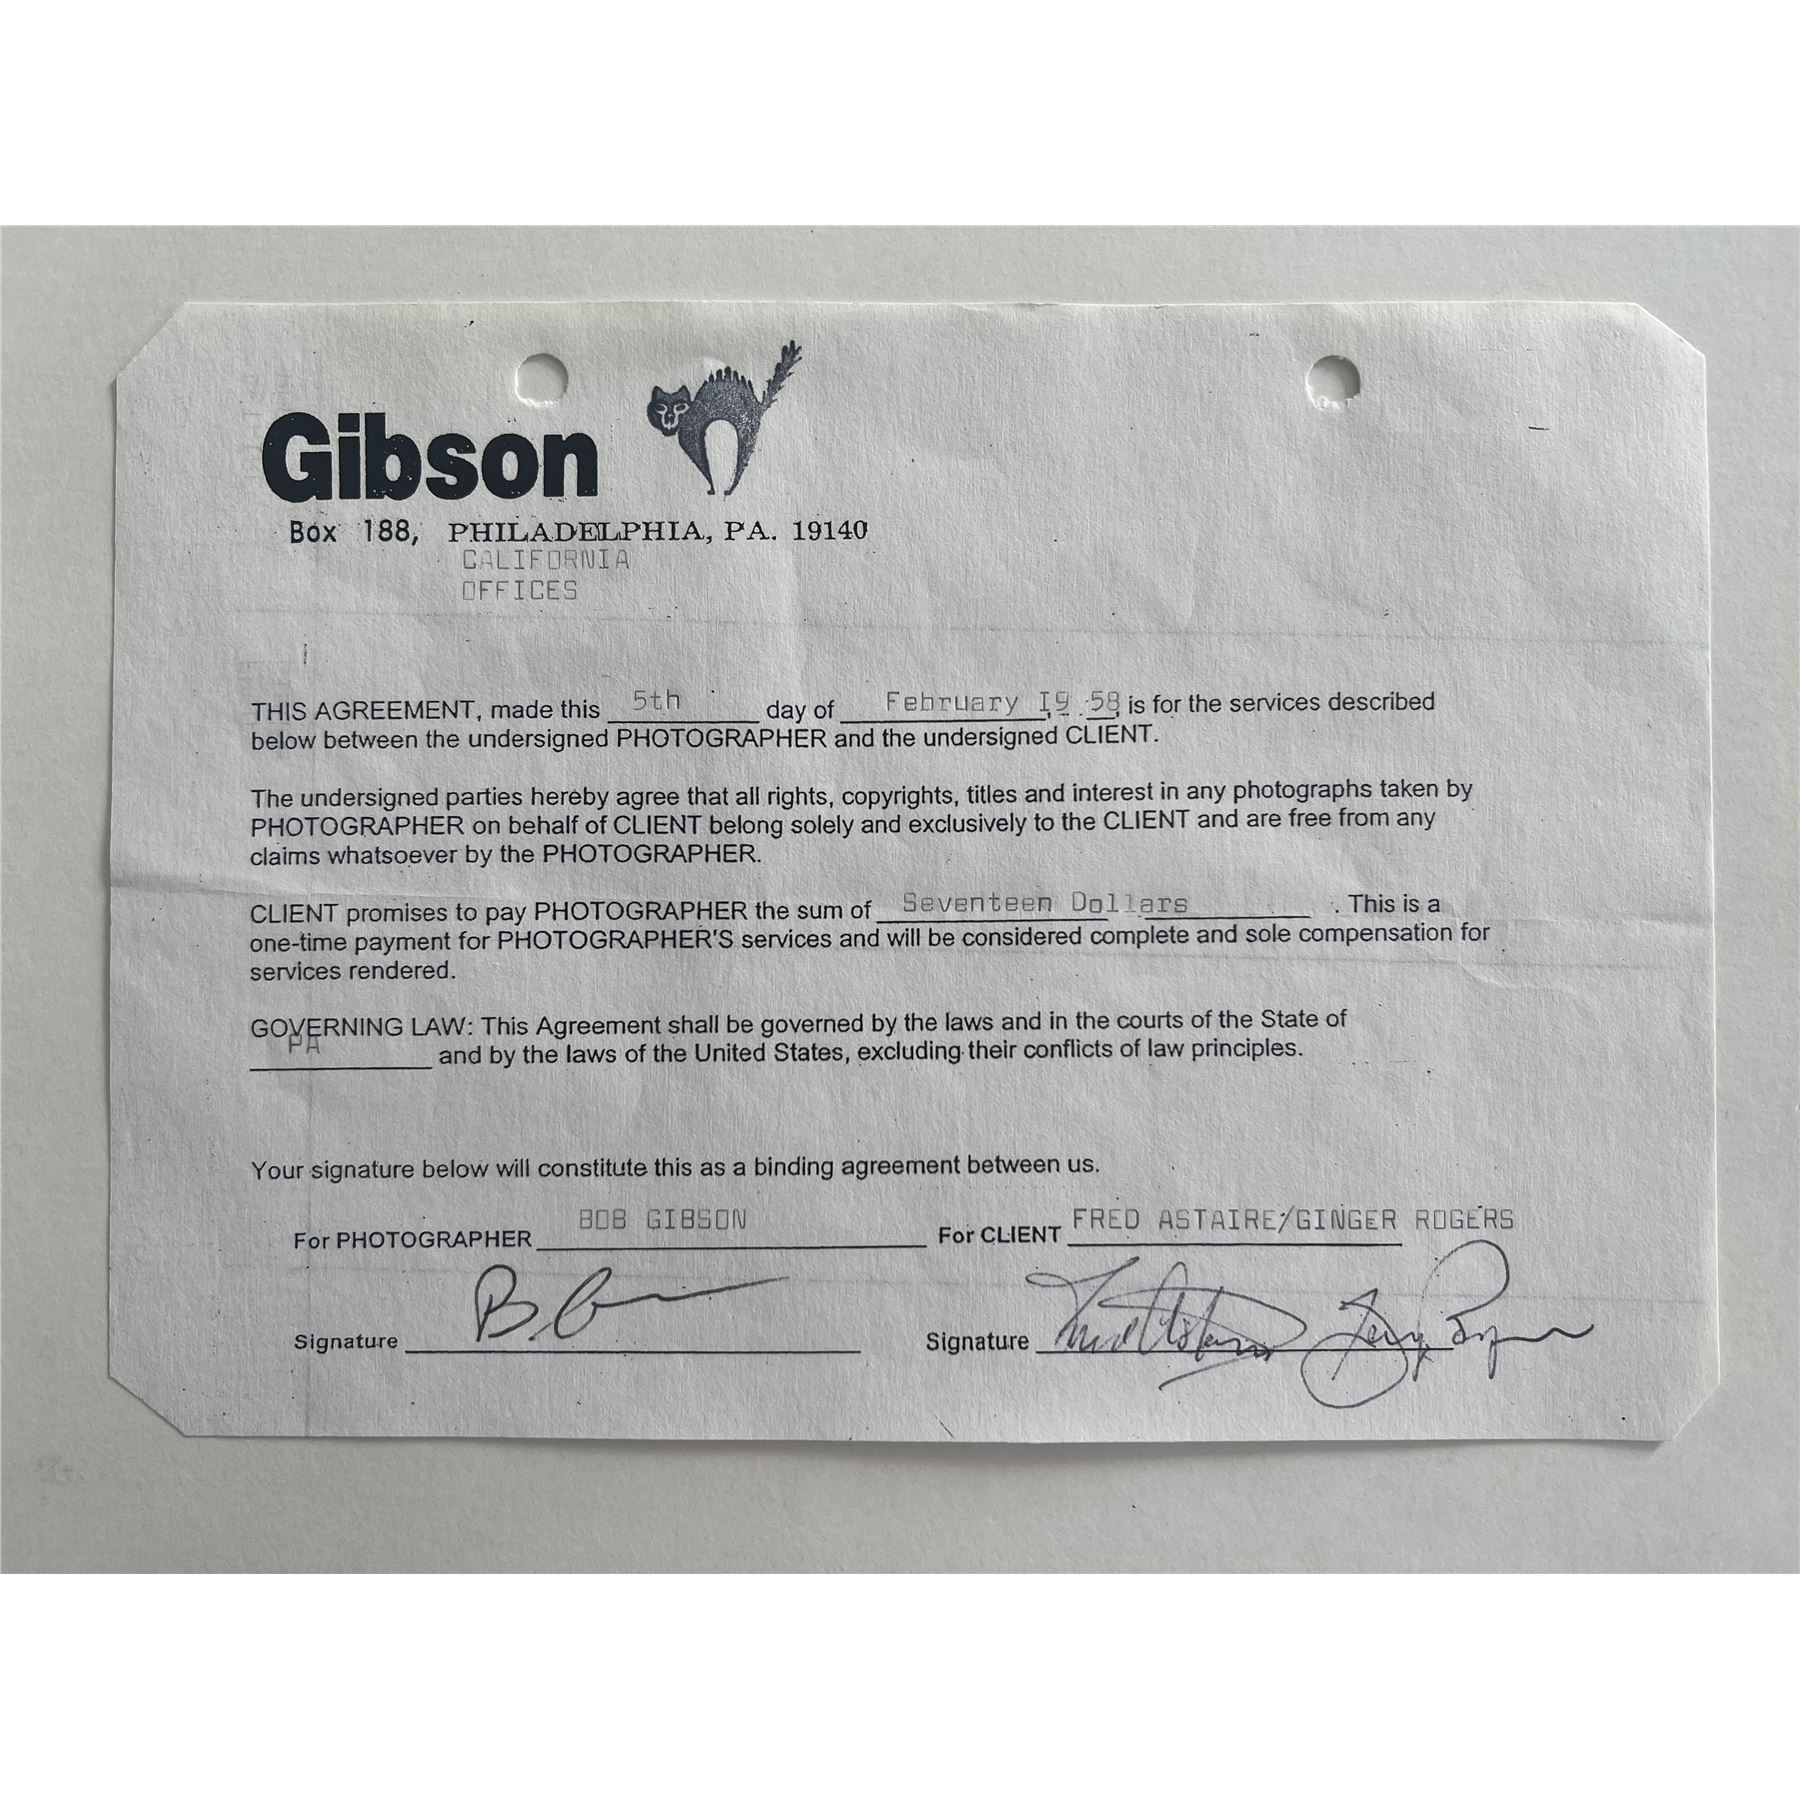 Gibson
Box 188, PHILADELPHIA, PA. 19140
CALIFORNIA
OFFICES
THIS AGREEMENT, made this 5th day of February 19 58, is for the services described
below between the undersigned PHOTOGRAPHER and the undersigned CLIENT.
The undersigned parties hereby agree that all rights, copyrights, titles and interest in any photographs taken by
PHOTOGRAPHER on behalf of CLIENT belong solely and exclusively to the CLIENT and are free from any
claims whatsoever by the PHOTOGRAPHER.
CLIENT promises to pay PHOTOGRAPHER the sum of Seventeen Dollars . This is a
one-time payment for PHOTOGRAPHER'S services and will be considered complete and sole compensation for
services rendered.
GOVERNING LAW: This Agreement shall be governed by the laws and in the courts of the State of
PA and by the laws of the United States, excluding their conflicts of law principles.
Your signature below will constitute this as a binding agreement between us.
For PHOTOGRAPHER BOB GIBSON For CLIENT FRED ASTAIRE/GINGER ROGERS
Signature Signature